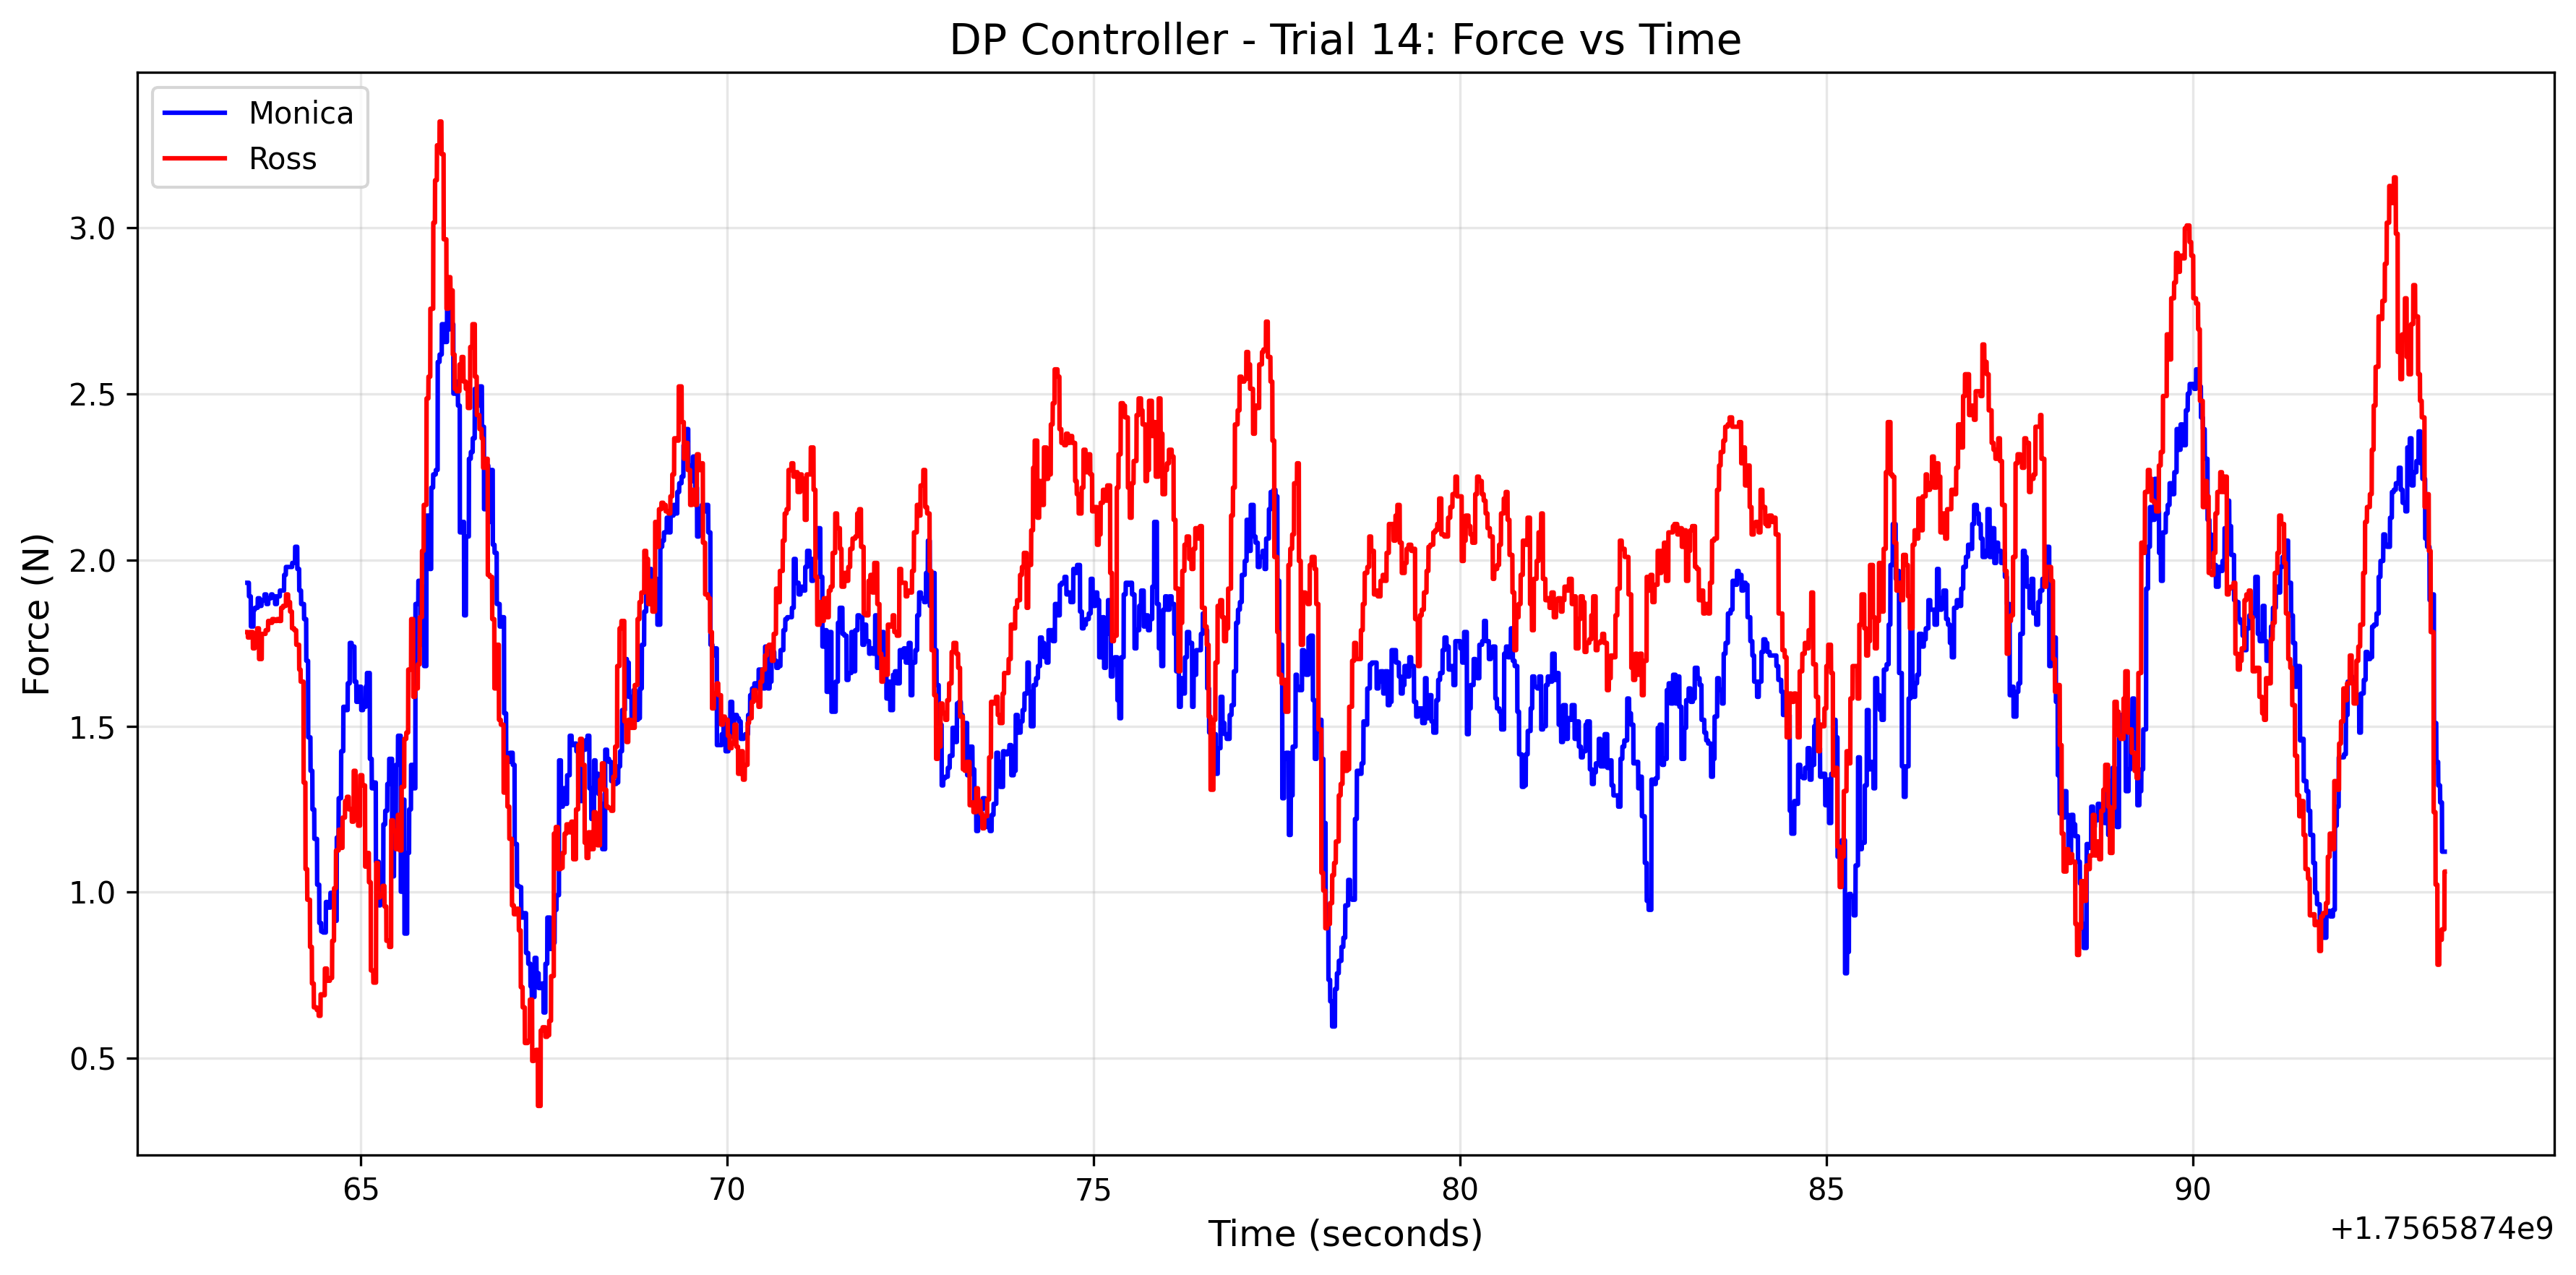 DP Controller - Trial 14: Force vs Time
Monica
Ross
Force (N)
3.0
2.5
2.0
1.5
1.0
0.5
65 70 75 80 85 90
Time (seconds)
+1.7565874e9